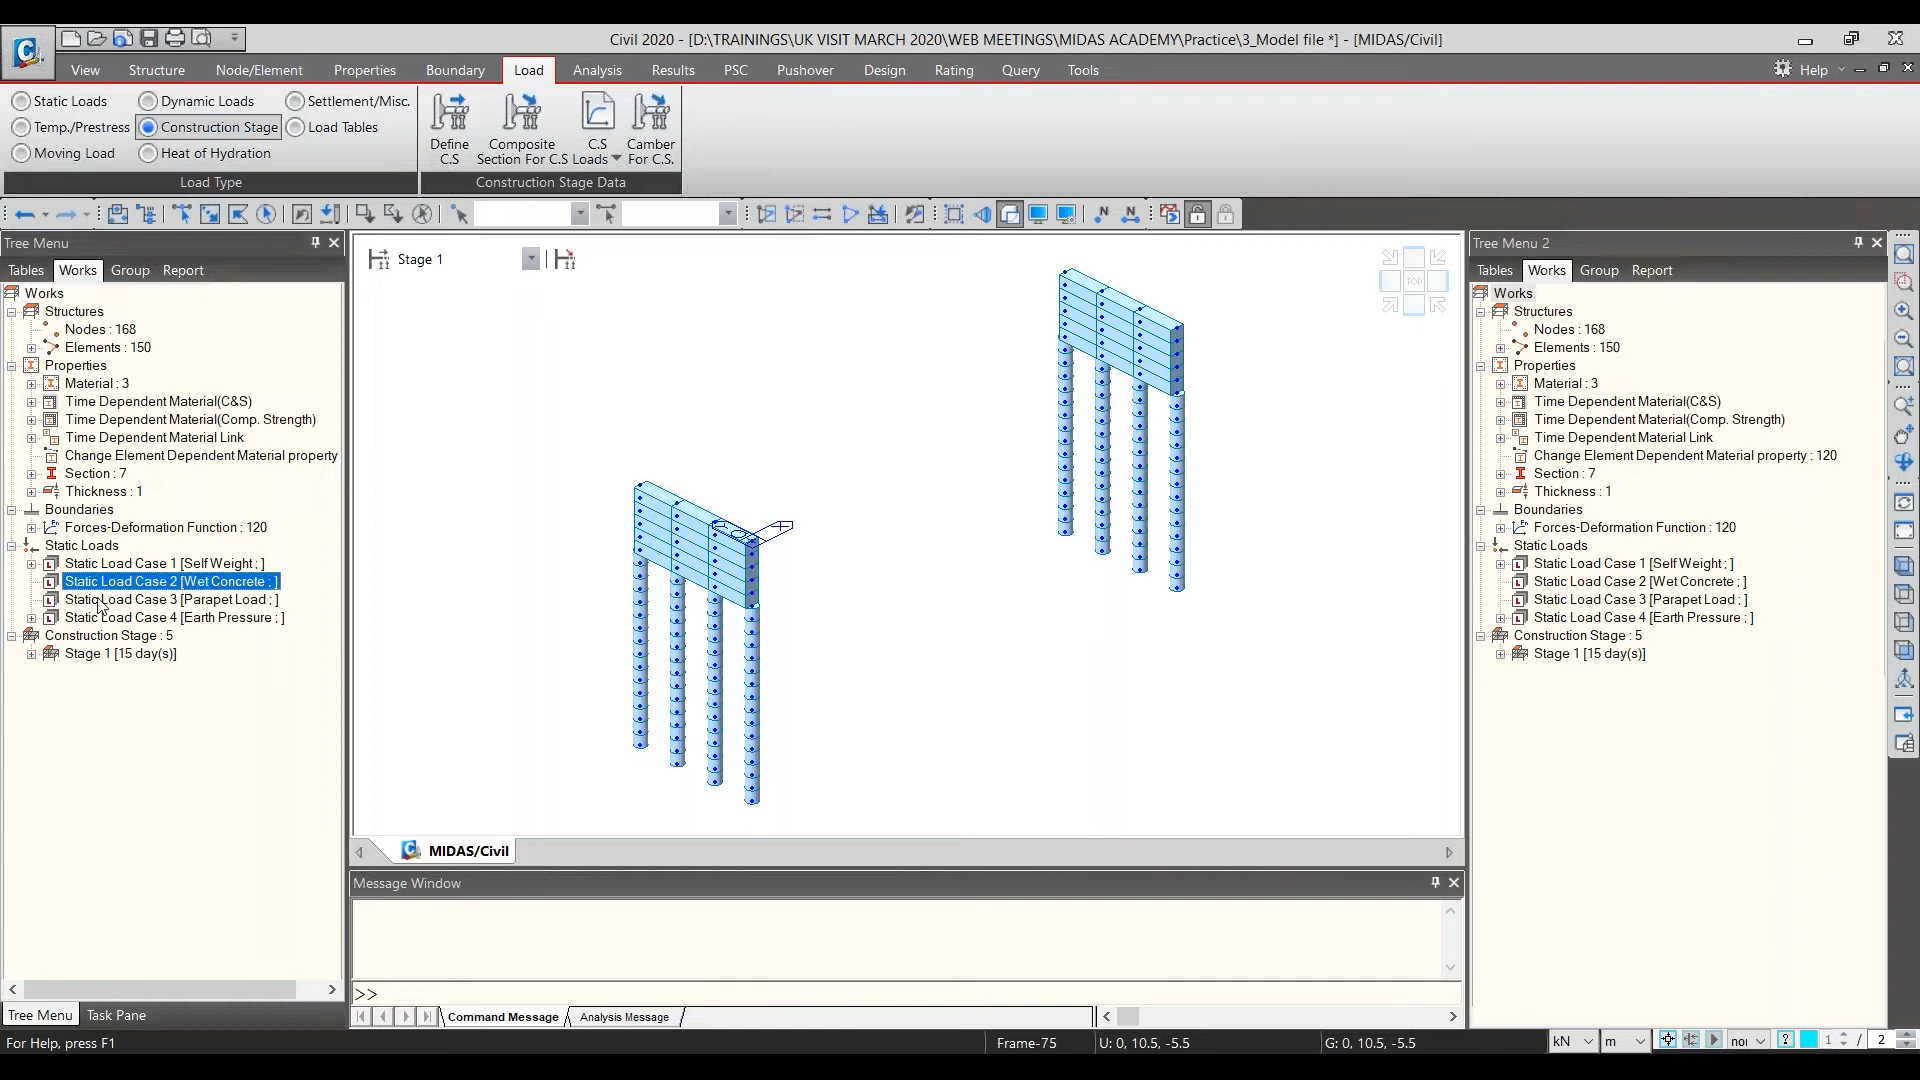 Civil 2020 - [D:\TRAININGS\UK VISIT MARCH 2020\WEB MEETINGS\MIDAS ACADEMY\Practice\3_Model file *] - [MIDAS/Civil]
View Structure Node/Element Properties Boundary Load Analysis Results PSC Pushover Design Rating Query Tools Help
Static Loads Dynamic Loads Settlement/Misc.
Temp./Prestress Construction Stage Load Tables
Moving Load Heat of Hydration
Define C.S
Composite Section For C.S
C.S Loads
Camber For C.S.
Load Type
Construction Stage Data
Tree Menu
Tables Works Group Report
Works
Structures
Nodes : 168
Elements : 150
Properties
Material : 3
Time Dependent Material(C&S)
Time Dependent Material(Comp. Strength)
Time Dependent Material Link
Change Element Dependent Material property
Section : 7
Thickness : 1
Boundaries
Forces-Deformation Function : 120
Static Loads
Static Load Case 1 [Self Weight ; ]
Static Load Case 2 [Wet Concrete ; ]
Static Load Case 3 [Parapet Load ; ]
Static Load Case 4 [Earth Pressure ; ]
Construction Stage : 5
Stage 1 [15 day(s)]
Tree Menu Task Pane
Stage 1
TOP
MIDAS/Civil
Message Window
>>
Command Message Analysis Message
Tree Menu 2
Tables Works Group Report
Works
Structures
Nodes : 168
Elements : 150
Properties
Material : 3
Time Dependent Material(C&S)
Time Dependent Material(Comp. Strength)
Time Dependent Material Link
Change Element Dependent Material property : 120
Section : 7
Thickness : 1
Boundaries
Forces-Deformation Function : 120
Static Loads
Static Load Case 1 [Self Weight ; ]
Static Load Case 2 [Wet Concrete ; ]
Static Load Case 3 [Parapet Load ; ]
Static Load Case 4 [Earth Pressure ; ]
Construction Stage : 5
Stage 1 [15 day(s)]
For Help, press F1 Frame-75 U: 0, 10.5, -5.5 G: 0, 10.5, -5.5 kN m 1 / 2